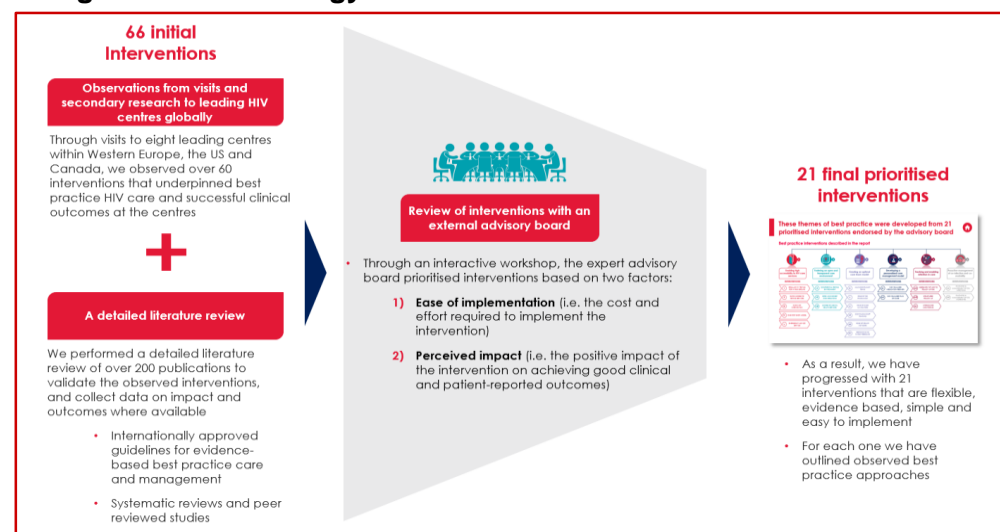 66 initial
Interventions
Observations from visits and
secondary research to leading HIV
centres globally
Through visits to eight leading centres
within Western Europe, the US and
Canada, we observed over 60
interventions that underpinned best
practice HIV care and successful clinical
outcomes at the centres
A detailed literature review
We performed a detailed literature
review of over 200 publications to
validate the observed interventions,
and collect data on impact and
outcomes where available
• Internationally approved
guidelines for evidence-
based best practice care
and management
• Systematic reviews and peer
reviewed studies
Review of interventions with an
external advisory board
• Through an interactive workshop, the expert advisory
board prioritised interventions based on two factors:
1) Ease of implementation (i.e. the cost and
effort required to implement the
intervention)
2) Perceived impact (i.e. the positive impact of
the intervention on achieving good clinical
and patient-reported outcomes)
21 final prioritised
interventions
These themes of best practice were developed from 21
prioritised interventions endorsed by the advisory board
Best practice interventions described in the report
• As a result, we have
progressed with 21
interventions that are flexible,
evidence based, simple and
easy to implement
• For each one we have
outlined observed best
practice approaches